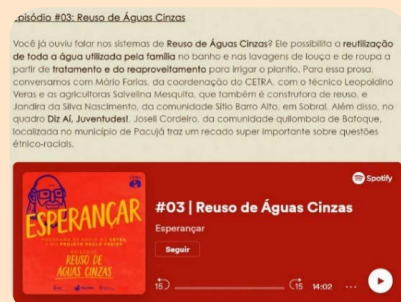 episódio #03: Reuso de Águas Cinzas
Você já ouviu falar nos sistemas de Reuso de Águas Cinzas? Ele possibilita a reutilização
de toda a água utilizada pela família no banho e nas lavagens de louça e de roupa a
partir de tratamento e do reaproveitamento para irrigar o plantio. Para essa prosa,
conversamos com Mário Farias, da coordenação do CETRA, com o técnico Leopoldino
Veras e as agricultoras Salvelina Mesquita, que também é construtora de reuso, e
Jandira da Silva Nascimento, da comunidade Sítio Barro Alto, em Sobral. Além disso, no
quadro Diz Aí, Juventudes!, Joseli Cordeiro, da comunidade quilombola de Batoque,
localizada no município de Pacujá traz um recado super importante sobre questões
étnico-raciais.
Spotify
ESPERANÇAR
PROGRAMA DE RÁDIO DO CETRA
REUSO DE
ÁGUAS CINZAS
#03 | Reuso de Águas Cinzas
Esperançar
Seguir
15
15
14:02
...